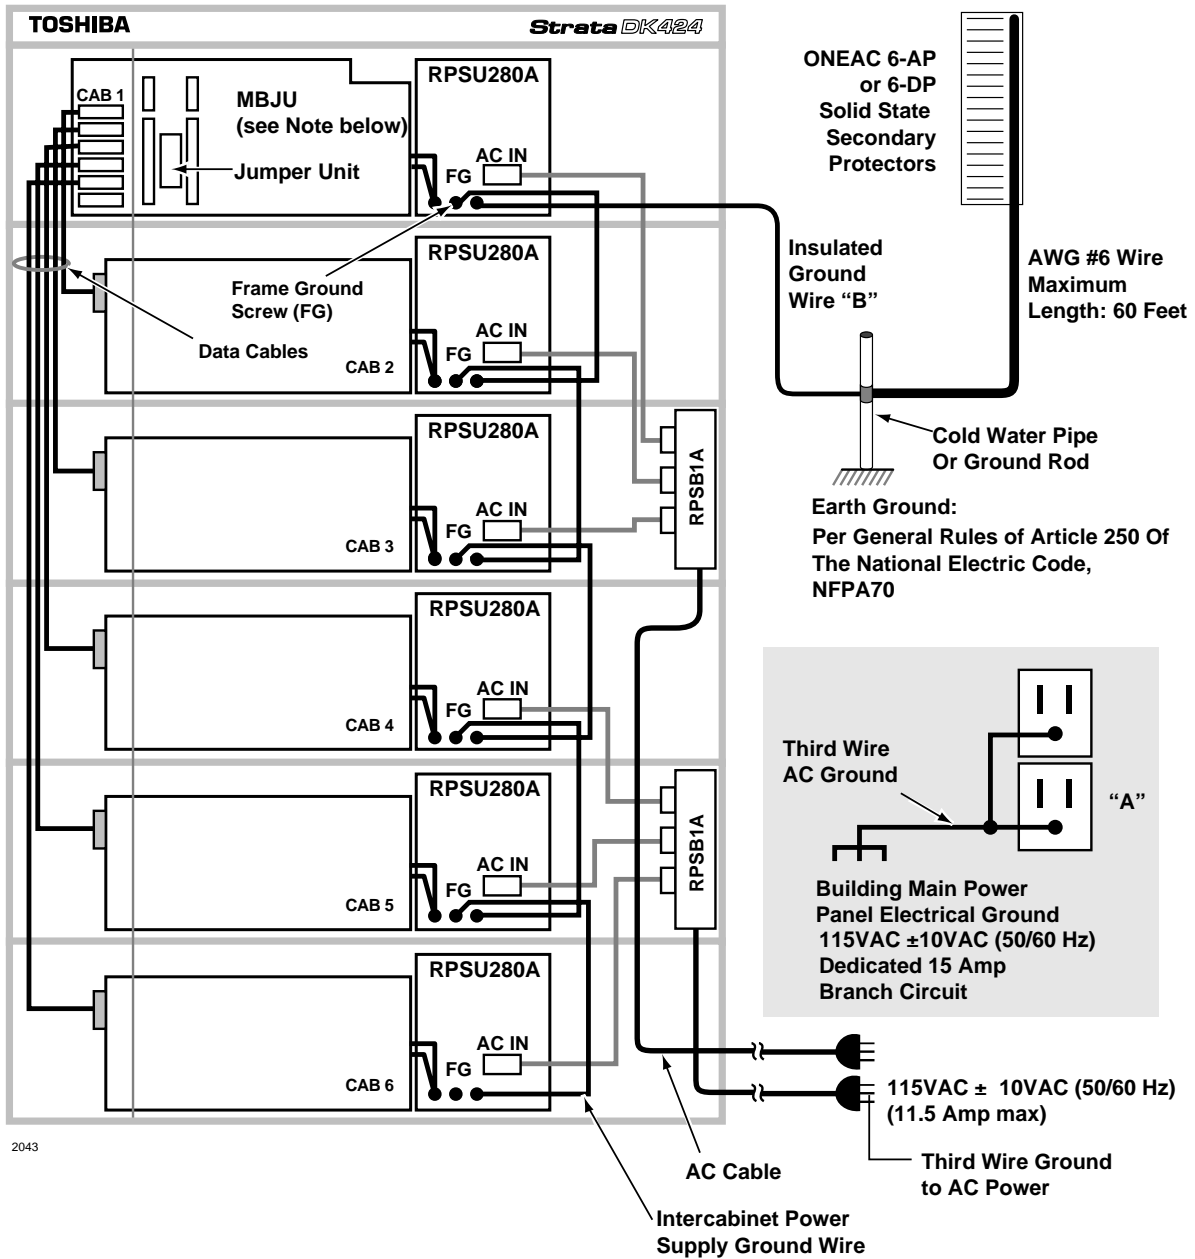 TOSHIBA
Strata DK424
CAB 1
MBJU
(see Note below)
Jumper Unit
RPSU280A
AC IN
FG
Frame Ground
Screw (FG)
Data Cables
CAB 2
RPSU280A
AC IN
FG
CAB 3
RPSU280A
AC IN
FG
RPSB1A
CAB 4
RPSU280A
AC IN
FG
CAB 5
RPSU280A
AC IN
FG
RPSB1A
CAB 6
RPSU280A
AC IN
FG
2043
AC Cable
Intercabinet Power
Supply Ground Wire
ONEAC 6-AP
or 6-DP
Solid State
Secondary
Protectors
Insulated
Ground
Wire “B”
AWG #6 Wire
Maximum
Length: 60 Feet
Cold Water Pipe
Or Ground Rod
Earth Ground:
Per General Rules of Article 250 Of
The National Electric Code,
NFPA70
Third Wire
AC Ground
“A”
Building Main Power
Panel Electrical Ground
115VAC ±10VAC (50/60 Hz)
Dedicated 15 Amp
Branch Circuit
115VAC ± 10VAC (50/60 Hz)
(11.5 Amp max)
Third Wire Ground
to AC Power